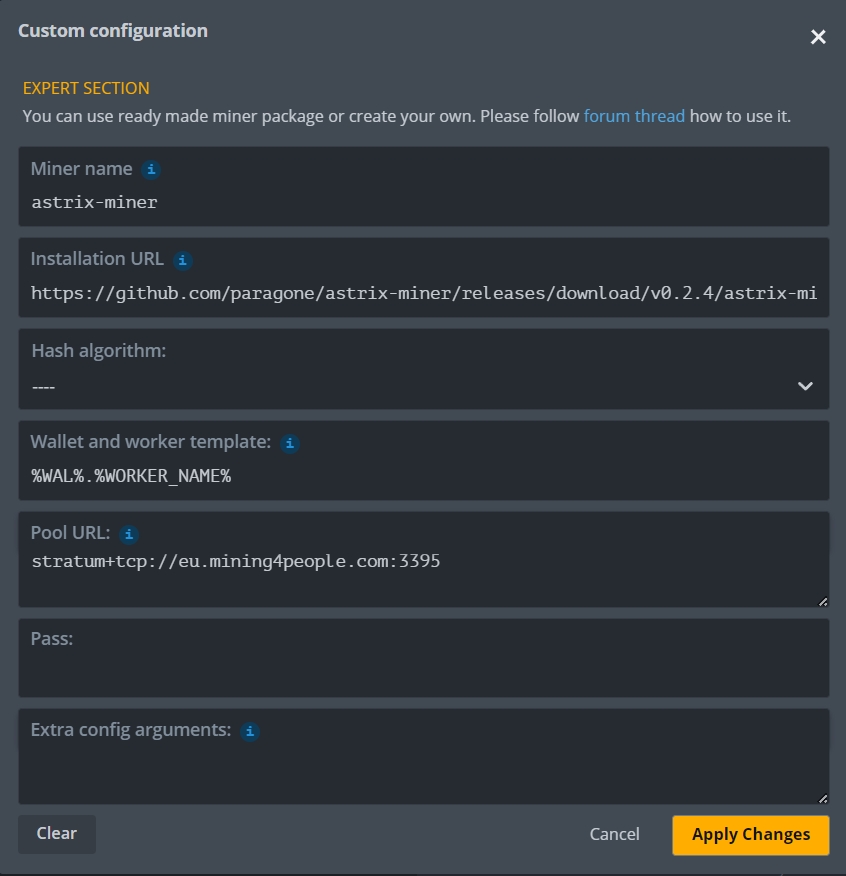 Custom configuration
EXPERT SECTION
You can use ready made miner package or create your own. Please follow forum thread how to use it.
Miner name
astrix-miner
Installation URL
https://github.com/paragone/astrix-miner/releases/download/v0.2.4/astrix-mi
Hash algorithm:
----
Wallet and worker template:
%WAL%.%WORKER_NAME%
Pool URL:
stratum+tcp://eu.mining4people.com:3395
Pass:
Extra config arguments:
Clear
Cancel
Apply Changes